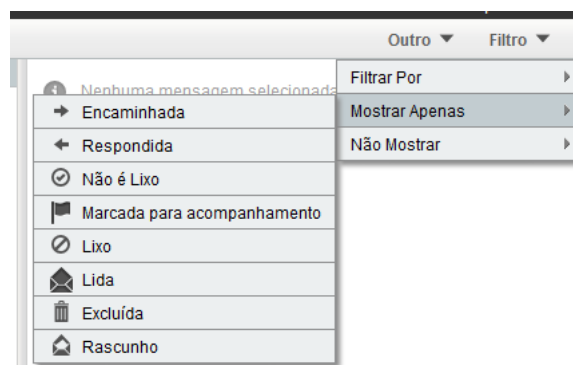 Outro Filtro
Nenhuma mensagem selecionada
Filtrar Por
Mostrar Apenas
Não Mostrar
Encaminhada
Respondida
Não é Lixo
Marcada para acompanhamento
Lixo
Lida
Excluída
Rascunho